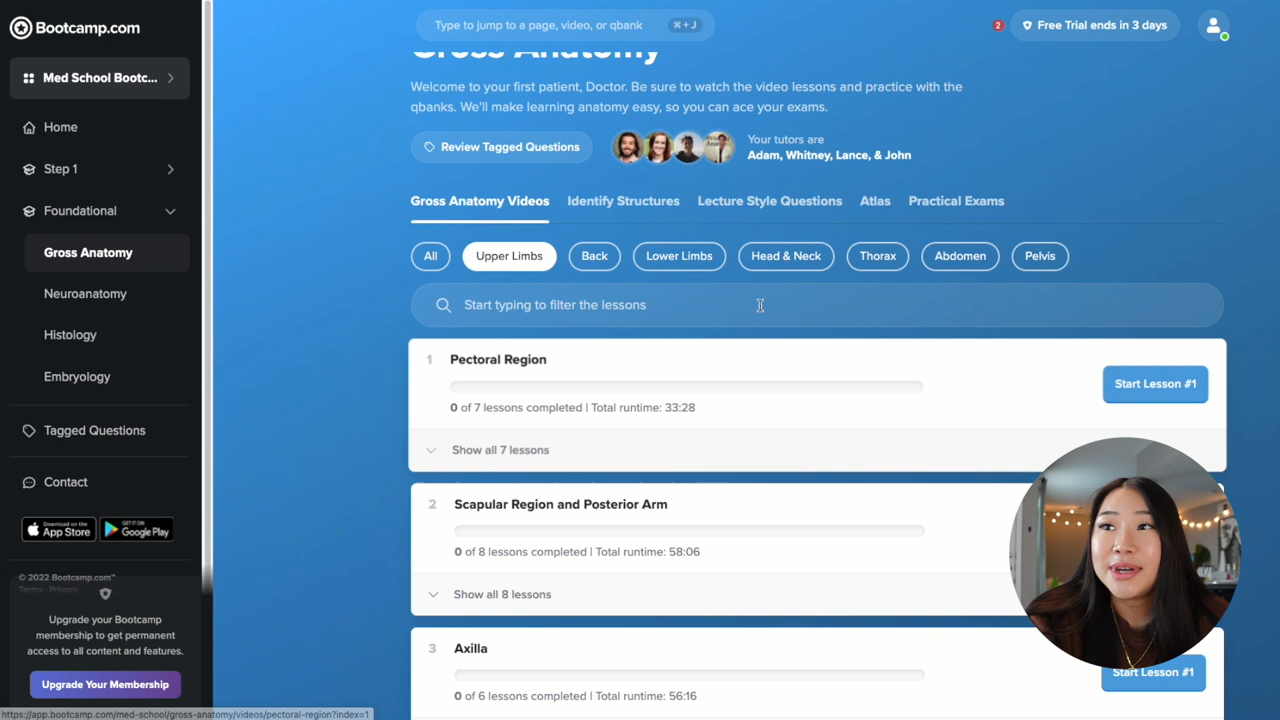 Bootcamp.com
Type to jump to a page, video, or qbank ⌘+J
2
Free Trial ends in 3 days
Med School Bootc...
Home
Step 1
Foundational
Gross Anatomy
Neuroanatomy
Histology
Embryology
Tagged Questions
Contact
Download on the
App Store
GET IT ON
Google Play
© 2022 Bootcamp.com™
Terms · Privacy
Upgrade your Bootcamp
membership to get permanent
access to all content and features.
Upgrade Your Membership
Gross Anatomy
Welcome to your first patient, Doctor. Be sure to watch the video lessons and practice with the
qbanks. We'll make learning anatomy easy, so you can ace your exams.
Review Tagged Questions
Your tutors are
Adam, Whitney, Lance, & John
Gross Anatomy Videos Identify Structures Lecture Style Questions Atlas Practical Exams
All Upper Limbs Back Lower Limbs Head & Neck Thorax Abdomen Pelvis
Start typing to filter the lessons
1 Pectoral Region
0 of 7 lessons completed | Total runtime: 33:28
Start Lesson #1
Show all 7 lessons
2 Scapular Region and Posterior Arm
0 of 8 lessons completed | Total runtime: 58:06
Show all 8 lessons
3 Axilla
0 of 6 lessons completed | Total runtime: 56:16
Start Lesson #1
https://app.bootcamp.com/med-school/gross-anatomy/videos/pectoral-region?index=1